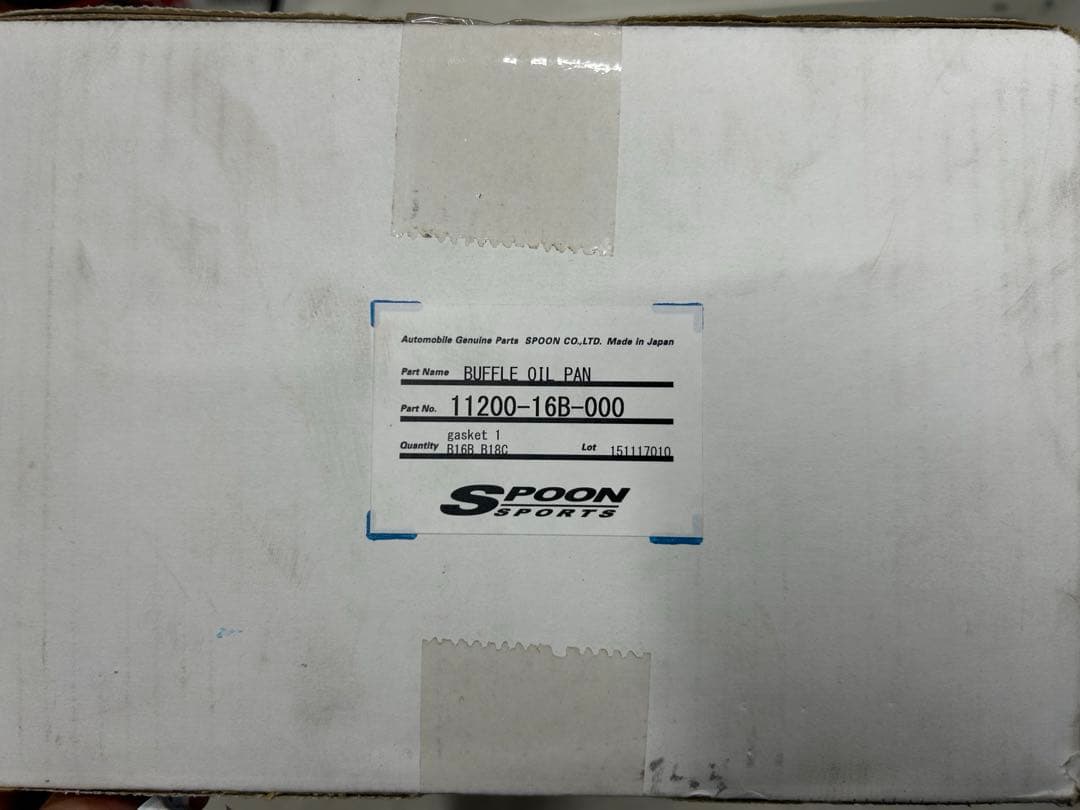 Automobile Genuine Parts SPOON CO.,LTD. Made in Japan
Part Name BUFFLE OIL PAN
Part No. 11200-16B-000
gasket 1
Quantity B16B B18C Lot 151117010
SPOON
SPORTS